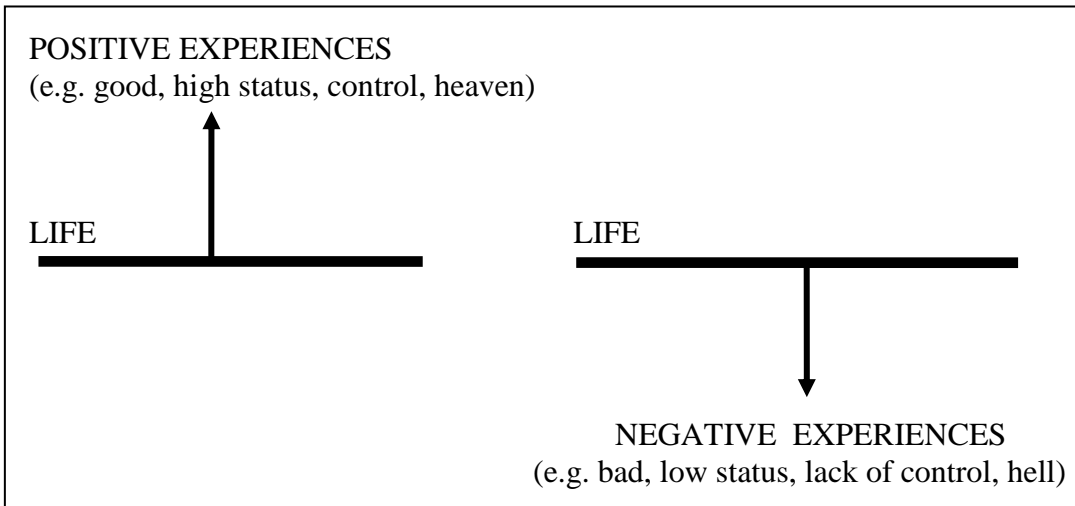 POSITIVE EXPERIENCES
(e.g. good, high status, control, heaven)
LIFE
LIFE
NEGATIVE EXPERIENCES
(e.g. bad, low status, lack of control, hell)